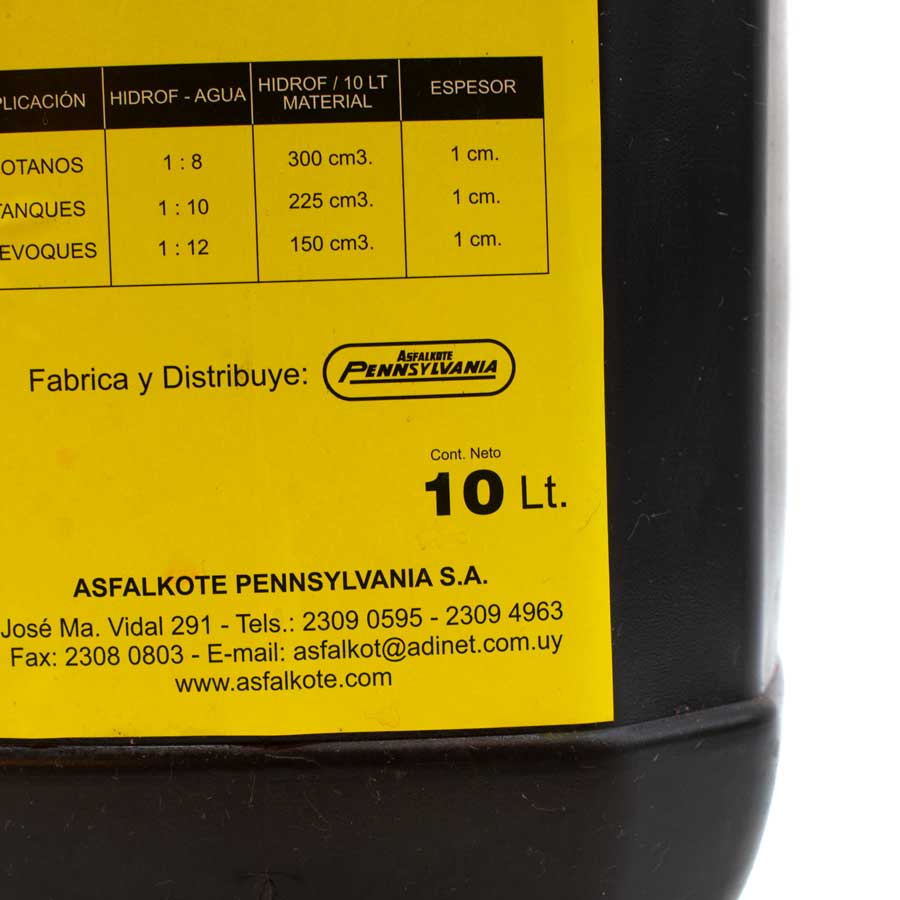 PLICACIÓN HIDROF - AGUA HIDROF / 10 LT MATERIAL ESPESOR
OTANOS 1 : 8 300 cm3. 1 cm.
TANQUES 1 : 10 225 cm3. 1 cm.
EVOQUES 1 : 12 150 cm3. 1 cm.
Fabrica y Distribuye: ASFALKOTE PENNSYLVANIA
Cont. Neto
10 Lt.
ASFALKOTE PENNSYLVANIA S.A.
José Ma. Vidal 291 - Tels.: 2309 0595 - 2309 4963
Fax: 2308 0803 - E-mail: asfalkot@adinet.com.uy
www.asfalkote.com